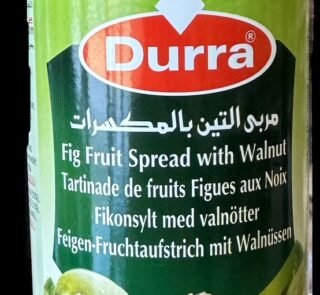 Durra®
مربى التين بالمكسرات
Fig Fruit Spread with Walnut
Tartinade de fruits Figues aux Noix
Fikonsylt med valnötter
Feigen-Fruchtaufstrich mit Walnüssen